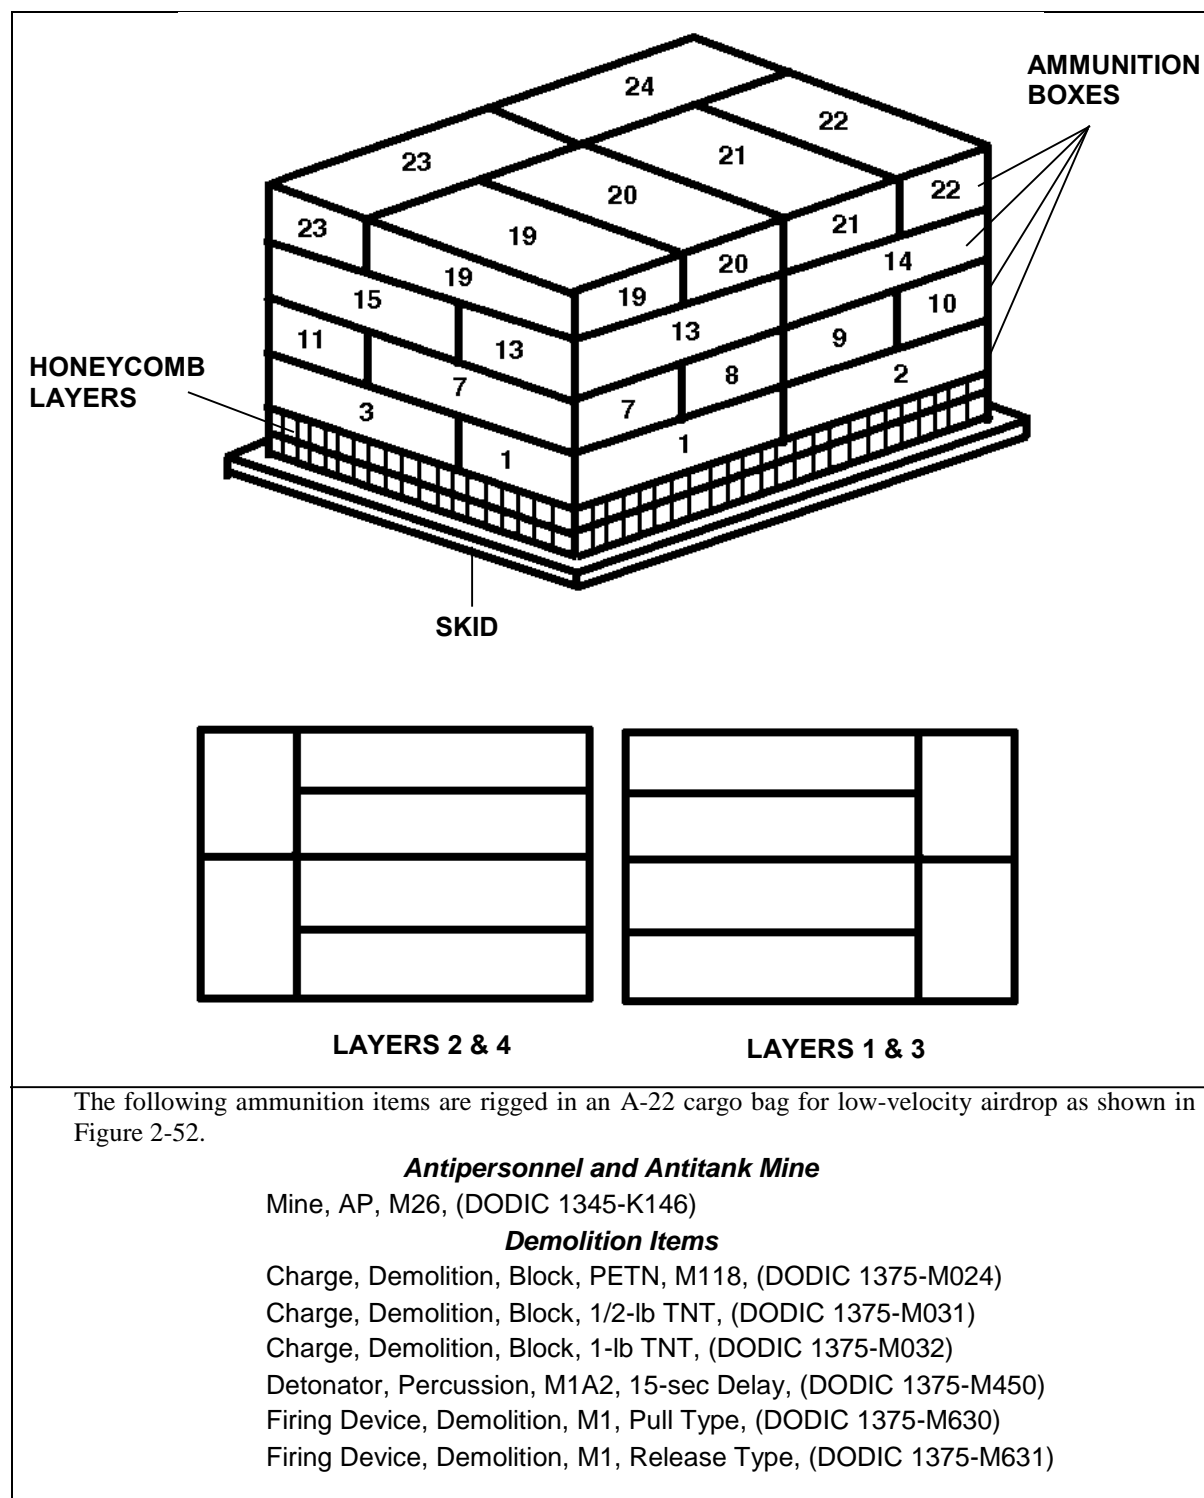 AMMUNITION
BOXES
24
22
23
21
20
22
19
21
23
20
14
19
19
15
10
13
13
9
11
8
HONEYCOMB
LAYERS
7
2
7
3
1
1
SKID
LAYERS 2 & 4
LAYERS 1 & 3
The following ammunition items are rigged in an A-22 cargo bag for low-velocity airdrop as shown in
Figure 2-52.
Antipersonnel and Antitank Mine
Mine, AP, M26, (DODIC 1345-K146)
Demolition Items
Charge, Demolition, Block, PETN, M118, (DODIC 1375-M024)
Charge, Demolition, Block, 1/2-lb TNT, (DODIC 1375-M031)
Charge, Demolition, Block, 1-lb TNT, (DODIC 1375-M032)
Detonator, Percussion, M1A2, 15-sec Delay, (DODIC 1375-M450)
Firing Device, Demolition, M1, Pull Type, (DODIC 1375-M630)
Firing Device, Demolition, M1, Release Type, (DODIC 1375-M631)